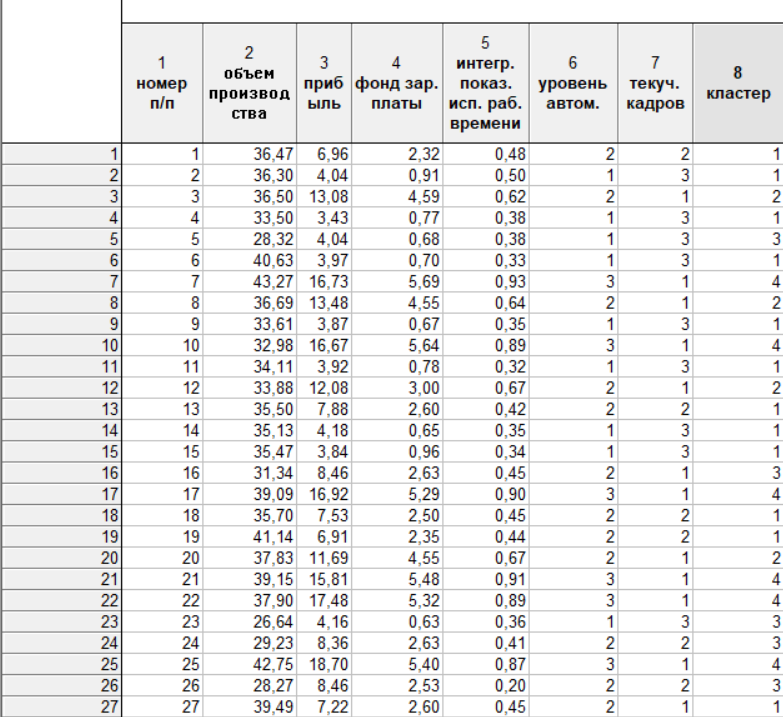 1 номер п/п 2 объем производ ства 3 приб ыль 4 фонд зар. платы 5 интегр. показ. исп. раб. времени 6 уровень автом. 7 текуч. кадров 8 кластер
1 1 36,47 6,96 2,32 0,48 2 2 1
2 2 36,30 4,04 0,91 0,50 1 3 1
3 3 36,50 13,08 4,59 0,62 2 1 2
4 4 33,50 3,43 0,77 0,38 1 3 1
5 5 28,32 4,04 0,68 0,38 1 3 3
6 6 40,63 3,97 0,70 0,33 1 3 1
7 7 43,27 16,73 5,69 0,93 3 1 4
8 8 36,69 13,48 4,55 0,64 2 1 2
9 9 33,61 3,87 0,67 0,35 1 3 1
10 10 32,98 16,67 5,64 0,89 3 1 4
11 11 34,11 3,92 0,78 0,32 1 3 1
12 12 33,88 12,08 3,00 0,67 2 1 2
13 13 35,50 7,88 2,60 0,42 2 2 1
14 14 35,13 4,18 0,65 0,35 1 3 1
15 15 35,47 3,84 0,96 0,34 1 3 1
16 16 31,34 8,46 2,63 0,45 2 1 3
17 17 39,09 16,92 5,29 0,90 3 1 4
18 18 35,70 7,53 2,50 0,45 2 2 1
19 19 41,14 6,91 2,35 0,44 2 2 1
20 20 37,83 11,69 4,55 0,67 2 1 2
21 21 39,15 15,81 5,48 0,91 3 1 4
22 22 37,90 17,48 5,32 0,89 3 1 4
23 23 26,64 4,16 0,63 0,36 1 3 3
24 24 29,23 8,36 2,63 0,41 2 2 3
25 25 42,75 18,70 5,40 0,87 3 1 4
26 26 28,27 8,46 2,53 0,20 2 2 3
27 27 39,49 7,22 2,60 0,45 2 1 1